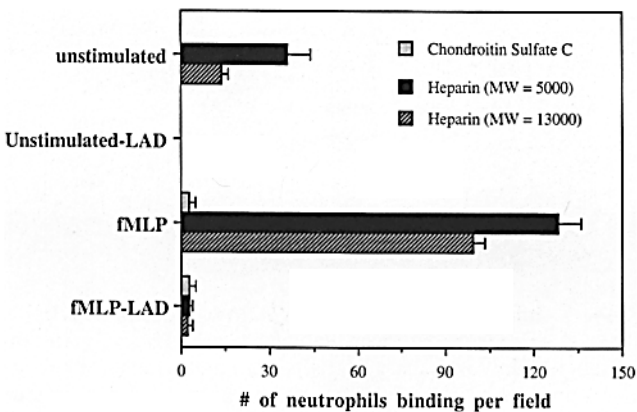 unstimulated
Unstimulated-LAD
fMLP
fMLP-LAD
Chondroitin Sulfate C
Heparin (MW = 5000)
Heparin (MW = 13000)
0 30 60 90 120 150
# of neutrophils binding per field